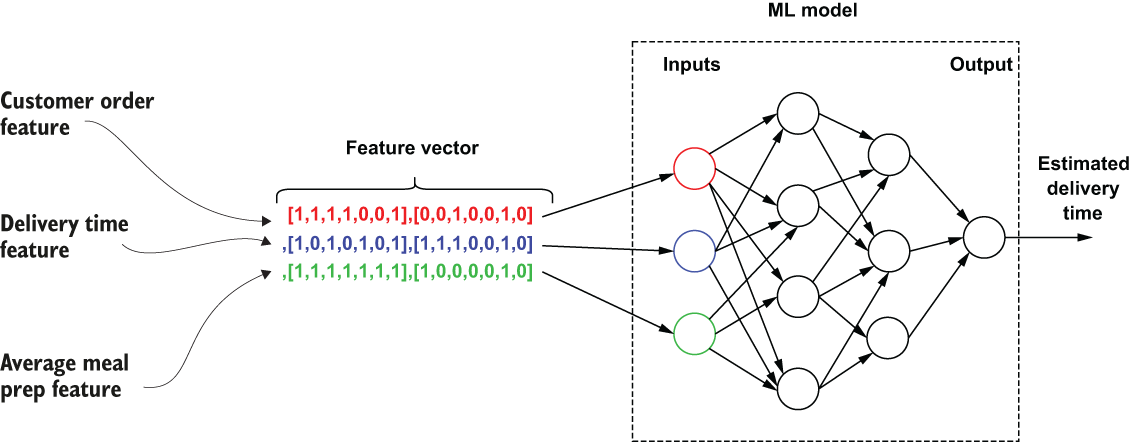 ML model
Inputs
Output
Customer order
feature
Feature vector
Estimated
delivery
time
[1,1,1,1,0,0,1],[0,0,1,0,0,1,0]
Delivery time
feature
,[1,0,1,0,1,0,1],[1,1,1,0,0,1,0]
,[1,1,1,1,1,1,1],[1,0,0,0,0,1,0]
Average meal
prep feature